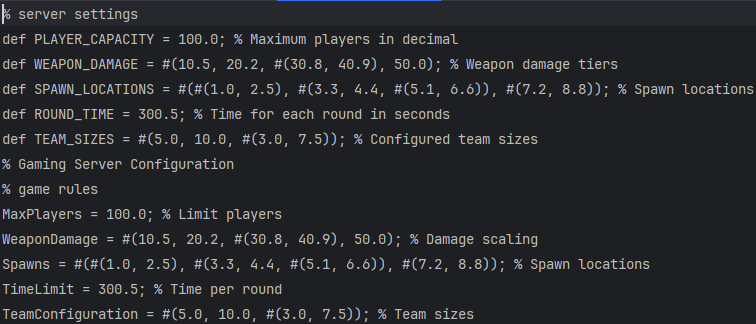 % server settings
def PLAYER_CAPACITY = 100.0; % Maximum players in decimal
def WEAPON_DAMAGE = #(10.5, 20.2, #(30.8, 40.9), 50.0); % Weapon damage tiers
def SPAWN_LOCATIONS = #(#(1.0, 2.5), #(3.3, 4.4, #(5.1, 6.6)), #(7.2, 8.8)); % Spawn locations
def ROUND_TIME = 300.5; % Time for each round in seconds
def TEAM_SIZES = #(5.0, 10.0, #(3.0, 7.5)); % Configured team sizes
% Gaming Server Configuration
% game rules
MaxPlayers = 100.0; % Limit players
WeaponDamage = #(10.5, 20.2, #(30.8, 40.9), 50.0); % Damage scaling
Spawns = #(#(1.0, 2.5), #(3.3, 4.4, #(5.1, 6.6)), #(7.2, 8.8)); % Spawn locations
TimeLimit = 300.5; % Time per round
TeamConfiguration = #(5.0, 10.0, #(3.0, 7.5)); % Team sizes